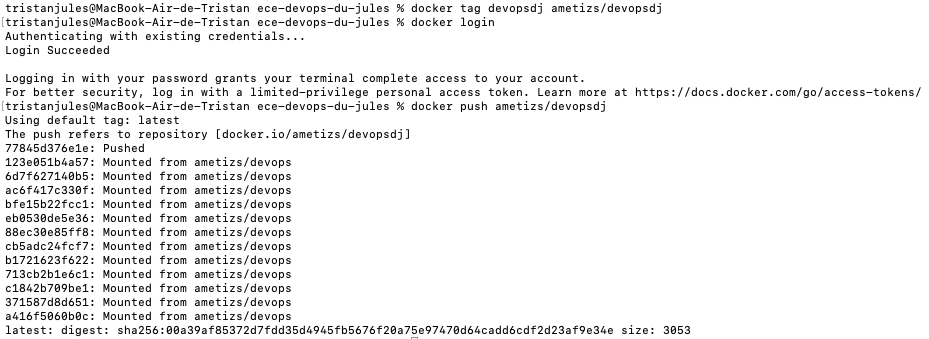 tristanjules@MacBook-Air-de-Tristan ece-devops-du-jules % docker tag devopsdj ametizs/devopsdj
[tristanjules@MacBook-Air-de-Tristan ece-devops-du-jules % docker login
Authenticating with existing credentials...
Login Succeeded

Logging in with your password grants your terminal complete access to your account.
For better security, log in with a limited-privilege personal access token. Learn more at https://docs.docker.com/go/access-tokens/
[tristanjules@MacBook-Air-de-Tristan ece-devops-du-jules % docker push ametizs/devopsdj
Using default tag: latest
The push refers to repository [docker.io/ametizs/devopsdj]
77845d376e1e: Pushed
123e051b4a57: Mounted from ametizs/devops
6d7f627140b5: Mounted from ametizs/devops
ac6f417c330f: Mounted from ametizs/devops
bfe15b22fcc1: Mounted from ametizs/devops
eb0530de5e36: Mounted from ametizs/devops
88ec30e85ff8: Mounted from ametizs/devops
cb5adc24fcf7: Mounted from ametizs/devops
b1721623f622: Mounted from ametizs/devops
713cb2b1e6c1: Mounted from ametizs/devops
c1842b709be1: Mounted from ametizs/devops
371587d8d651: Mounted from ametizs/devops
a416f5060b0c: Mounted from ametizs/devops
latest: digest: sha256:00a39af85372d7fdd35d4945fb5676f20a75e97470d64cadd6cdf2d23af9e34e size: 3053